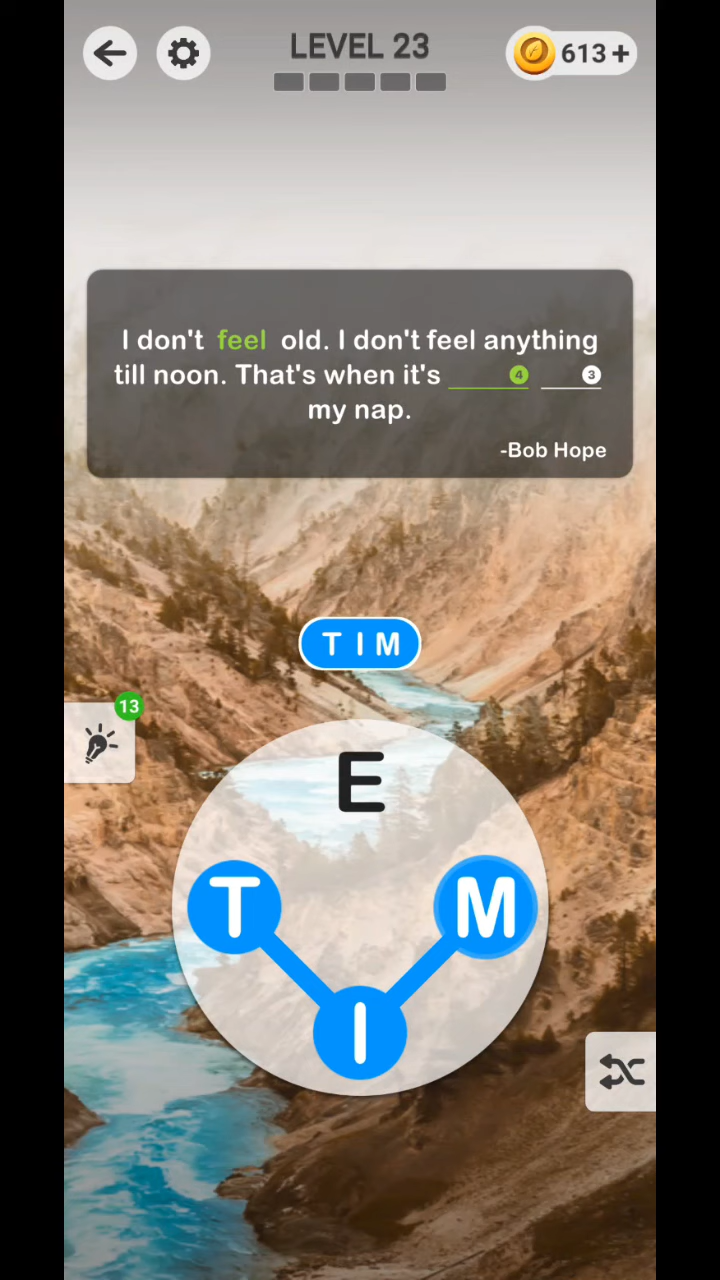 LEVEL 23
613+
I don't feel old. I don't feel anything
till noon. That's when it's 4 3
my nap.
-Bob Hope
TIM
13
E
T M
I